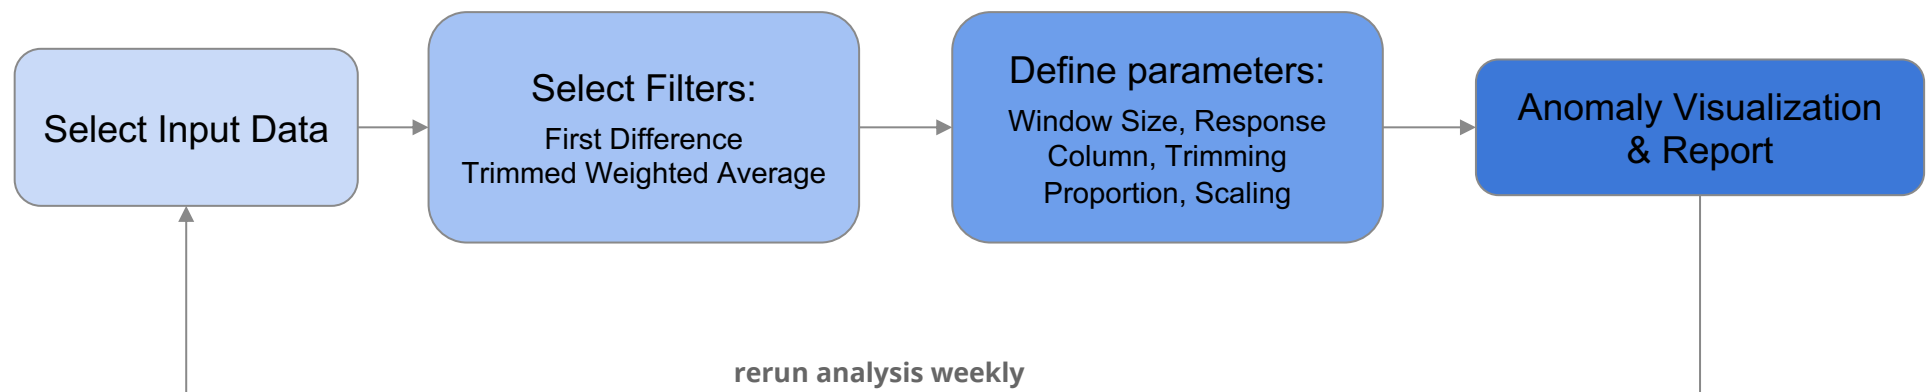 Select Input Data
Select Filters:
First Difference
Trimmed Weighted Average
Define parameters:
Window Size, Response
Column, Trimming
Proportion, Scaling
Anomaly Visualization
& Report
rerun analysis weekly